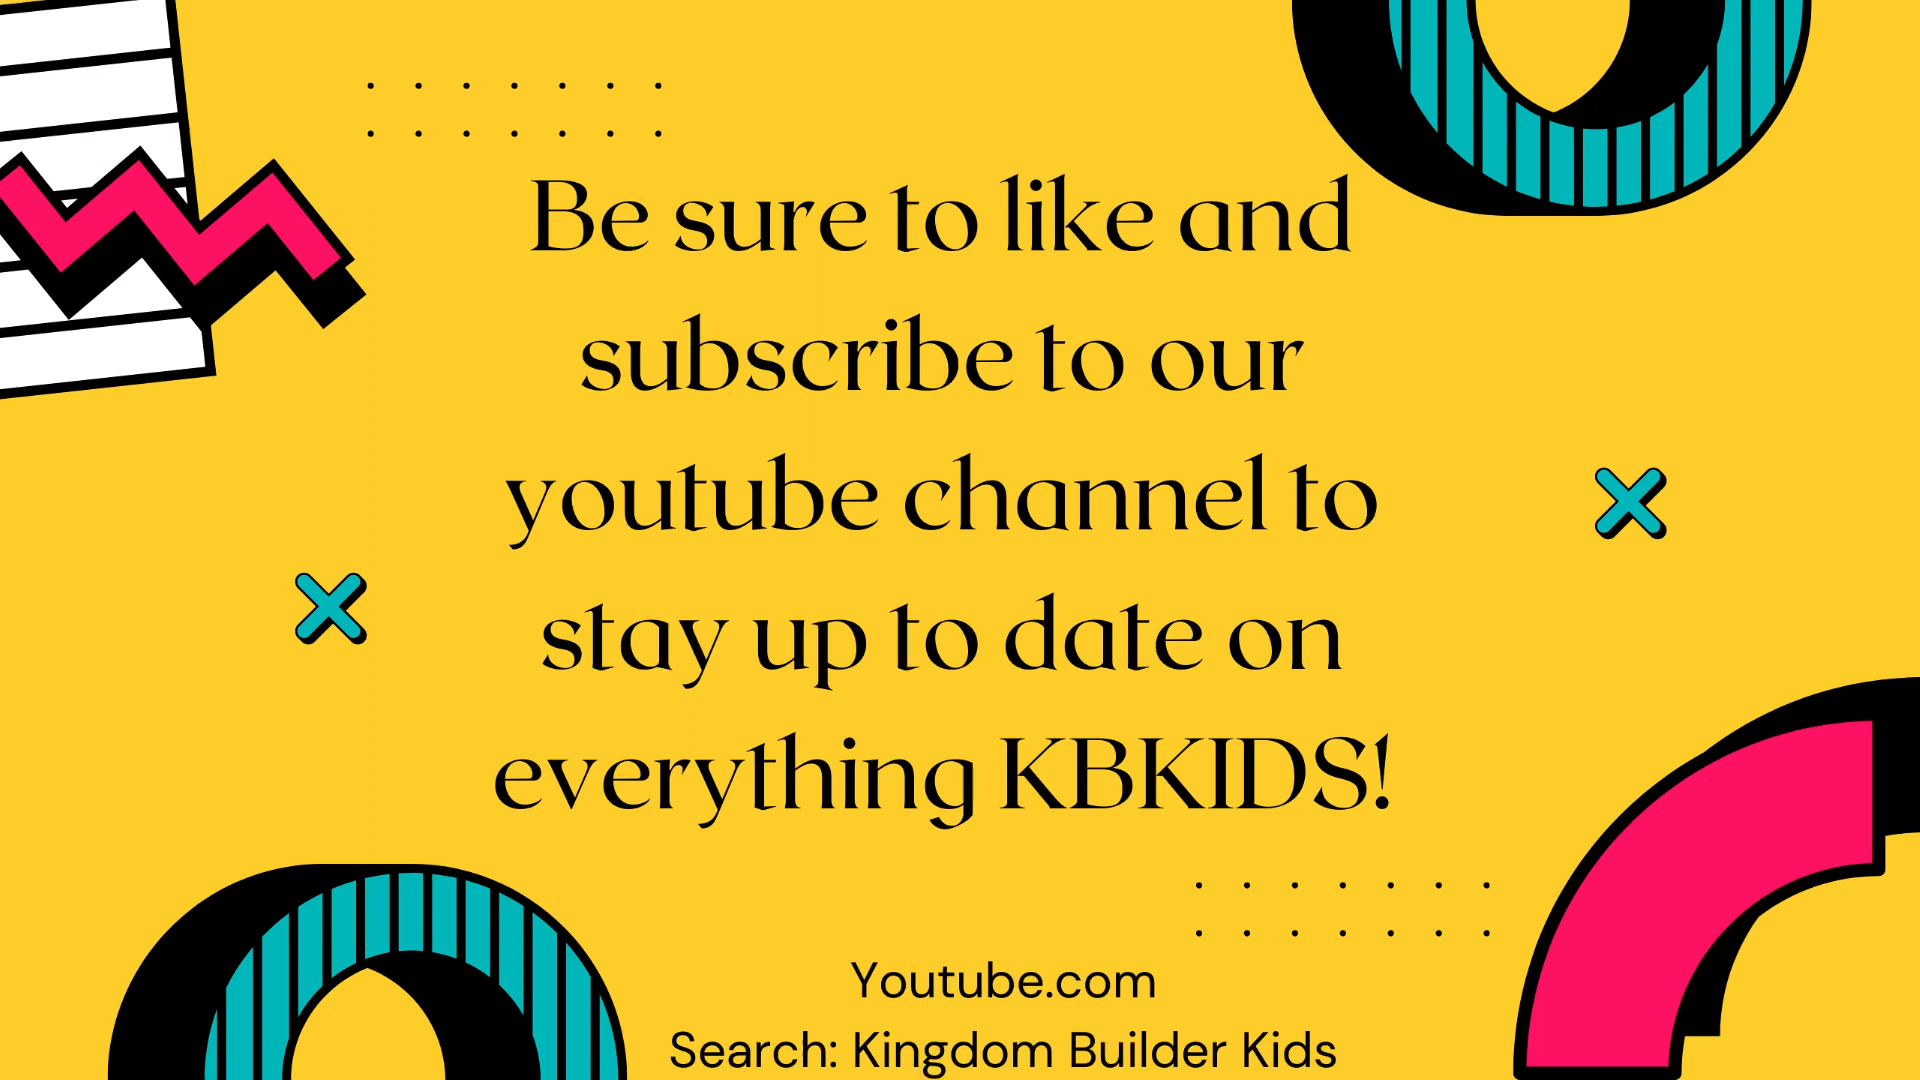 Be sure to like and
subscribe to our
youtube channel to
stay up to date on
everything KBKIDS!
Youtube.com
Search: Kingdom Builder Kids